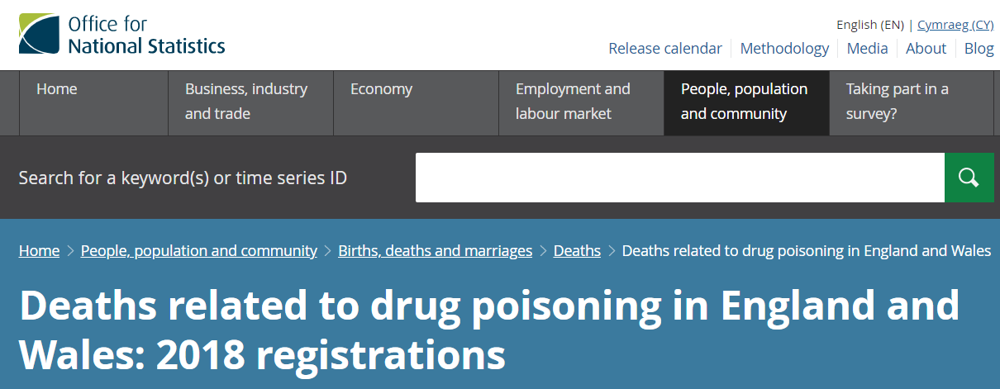 Office for
National Statistics
English (EN) | Cymraeg (CY)
Release calendar Methodology Media About Blog
Home
Business, industry
and trade
Economy
Employment and
labour market
People, population
and community
Taking part in a
survey?
Search for a keyword(s) or time series ID
Home > People, population and community > Births, deaths and marriages > Deaths > Deaths related to drug poisoning in England and Wales
Deaths related to drug poisoning in England and
Wales: 2018 registrations